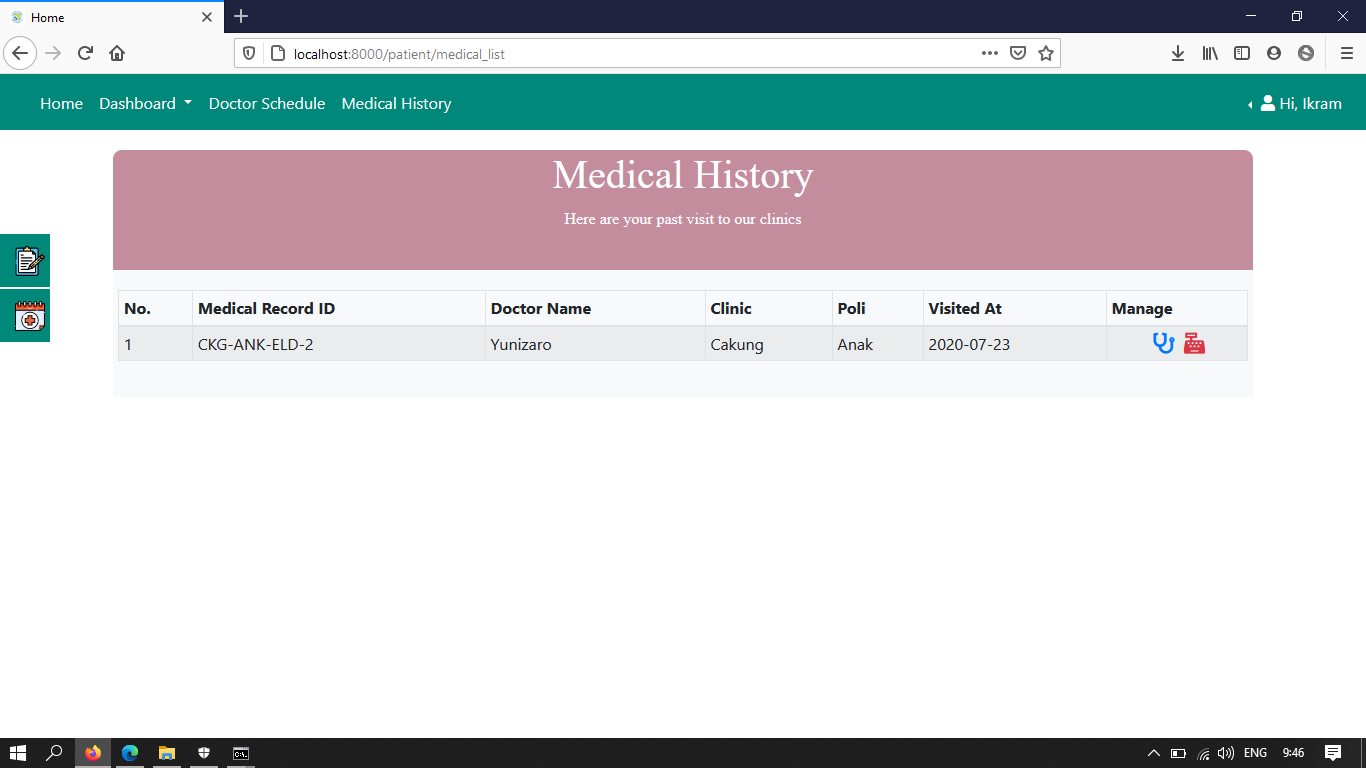 Home
localhost:8000/patient/medical_list
Home Dashboard Doctor Schedule Medical History Hi, Ikram
Medical History
Here are your past visit to our clinics
No. Medical Record ID Doctor Name Clinic Poli Visited At Manage
1 CKG-ANK-ELD-2 Yunizaro Cakung Anak 2020-07-23
ENG 9:46